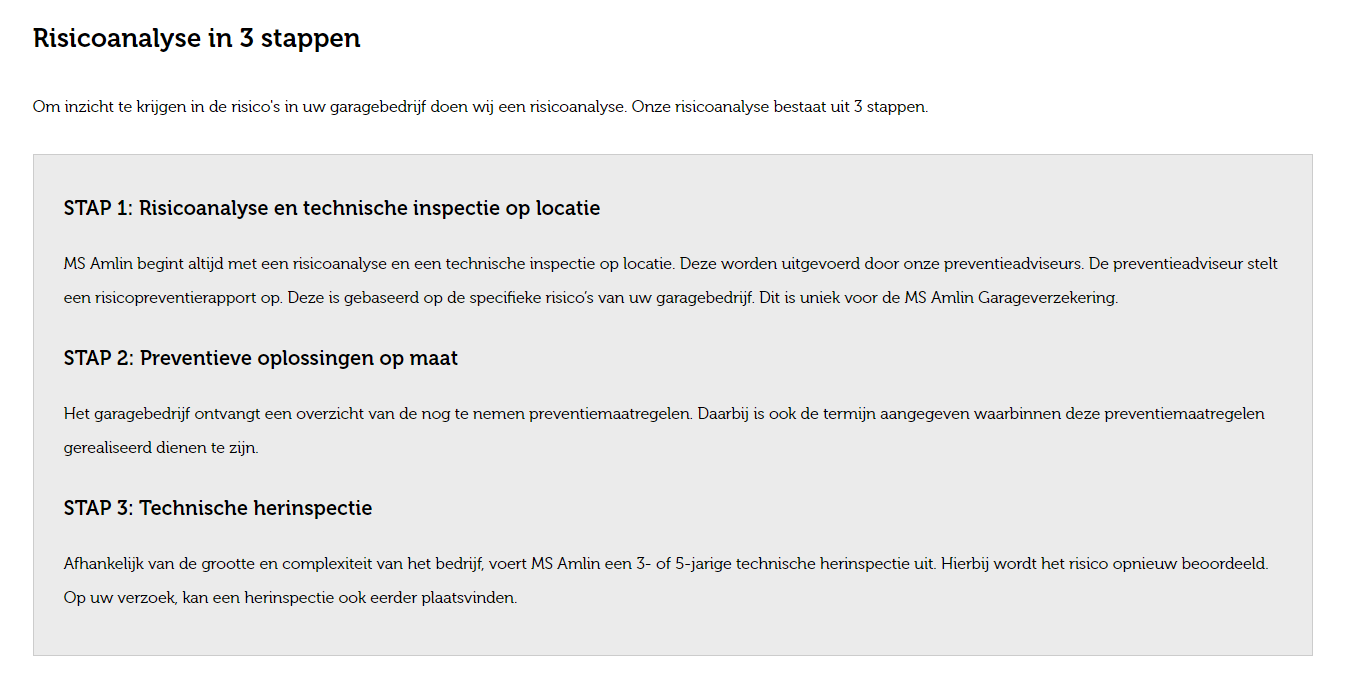 Risicoanalyse in 3 stappen
Om inzicht te krijgen in de risico's in uw garagebedrijf doen wij een risicoanalyse. Onze risicoanalyse bestaat uit 3 stappen.
STAP 1: Risicoanalyse en technische inspectie op locatie
MS Amlin begint altijd met een risicoanalyse en een technische inspectie op locatie. Deze worden uitgevoerd door onze preventieadviseurs. De preventieadviseur stelt
een risicopreventierapport op. Deze is gebaseerd op de specifieke risico’s van uw garagebedrijf. Dit is uniek voor de MS Amlin Garageverzekering.
STAP 2: Preventieve oplossingen op maat
Het garagebedrijf ontvangt een overzicht van de nog te nemen preventiemaatregelen. Daarbij is ook de termijn aangegeven waarbinnen deze preventiemaatregelen
gerealiseerd dienen te zijn.
STAP 3: Technische herinspectie
Afhankelijk van de grootte en complexiteit van het bedrijf, voert MS Amlin een 3- of 5-jarige technische herinspectie uit. Hierbij wordt het risico opnieuw beoordeeld.
Op uw verzoek, kan een herinspectie ook eerder plaatsvinden.